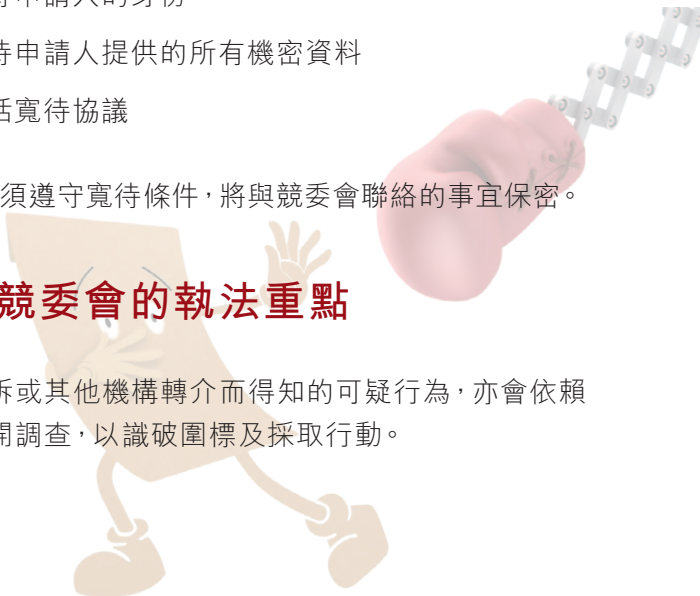 待申請人提供的所有機密資料
括寬待協議
須遵守寬待條件，將與競委會聯絡的事宜保密。
競委會的執法重點
訴或其他機構轉介而得知的可疑行為，亦會依賴
開調查，以識破圍標及採取行動。